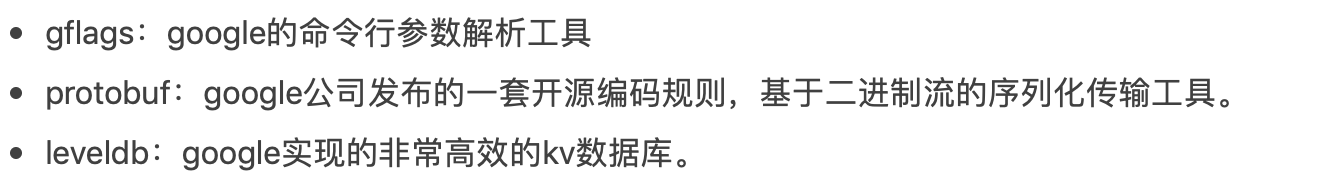 • gflags：google的命令行参数解析工具
• protobuf：google公司发布的一套开源编码规则，基于二进制流的序列化传输工具。
• leveldb：google实现的非常高效的kv数据库。